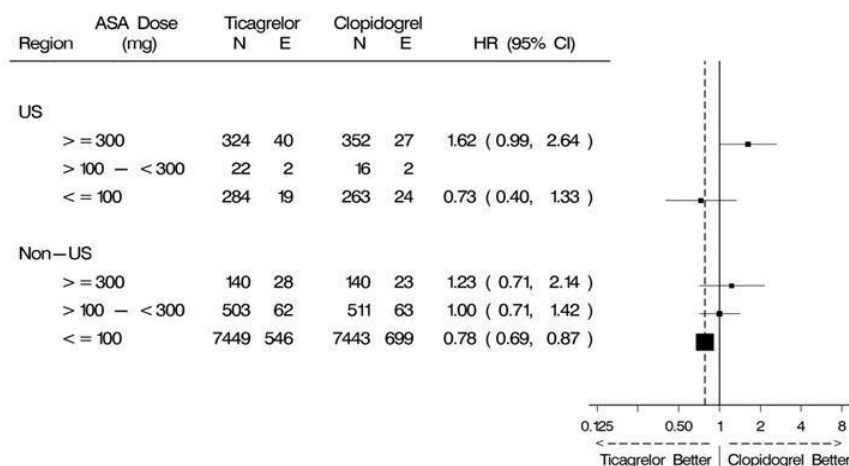 ASA Dose Ticagrelor Clopidogrel
Region (mg) N E N E HR (95% CI)
US
>=300 324 40 352 27 1.62 (0.99, 2.64)
>100 – <300 22 2 16 2
<=100 284 19 263 24 0.73 (0.40, 1.33)
Non–US
>=300 140 28 140 23 1.23 (0.71, 2.14)
>100 – <300 503 62 511 63 1.00 (0.71, 1.42)
<=100 7449 546 7443 699 0.78 (0.69, 0.87)
0.125 0.50 1 2 4 8
Ticagrelor Better Clopidogrel Better